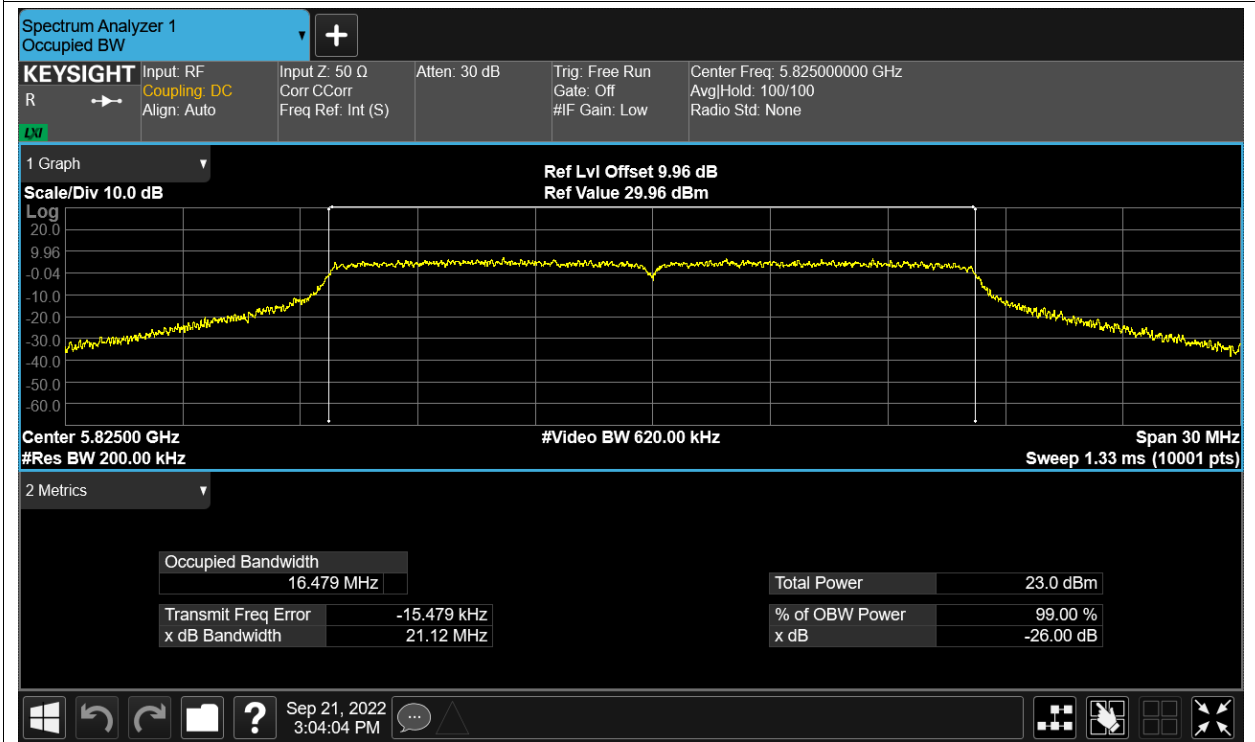 Spectrum Analyzer 1
Occupied BW
KEYSIGHT
R
LXI
Input: RF
Coupling: DC
Align: Auto
Input Z: 50 Ω
Corr CCorr
Freq Ref: Int (S)
Atten: 30 dB
Trig: Free Run
Gate: Off
#IF Gain: Low
Center Freq: 5.825000000 GHz
Avg|Hold: 100/100
Radio Std: None
1 Graph
Scale/Div 10.0 dB
Ref Lvl Offset 9.96 dB
Ref Value 29.96 dBm
Log
20.0
9.96
-0.04
-10.0
-20.0
-30.0
-40.0
-50.0
-60.0
Center 5.82500 GHz
#Res BW 200.00 kHz
#Video BW 620.00 kHz
Span 30 MHz
Sweep 1.33 ms (10001 pts)
2 Metrics
Occupied Bandwidth
16.479 MHz
Transmit Freq Error -15.479 kHz
x dB Bandwidth 21.12 MHz
Total Power 23.0 dBm
% of OBW Power 99.00 %
x dB -26.00 dB
?
Sep 21, 2022
3:04:04 PM